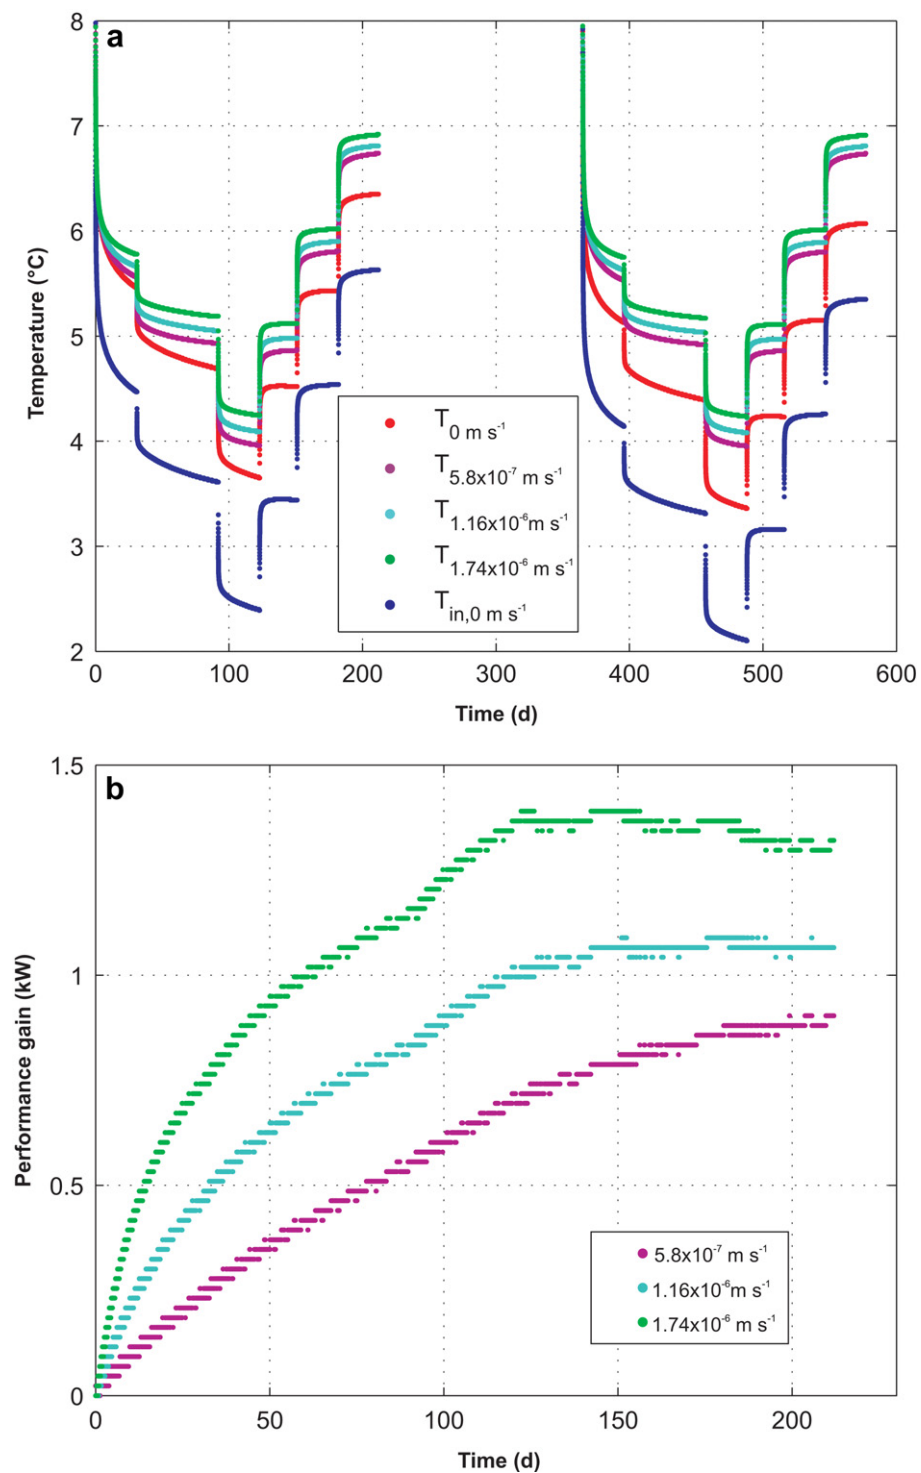 a
8
7
6
5
4
3
2
Temperature (°C)
T0 m s-1
T5.8x10-7 m s-1
T1.16x10-6m s-1
T1.74x10-6 m s-1
Tin,0 m s-1
0 100 200 300 400 500 600
Time (d)
b
1.5
1
0.5
0
Performance gain (kW)
5.8x10-7 m s-1
1.16x10-6m s-1
1.74x10-6 m s-1
0 50 100 150 200
Time (d)